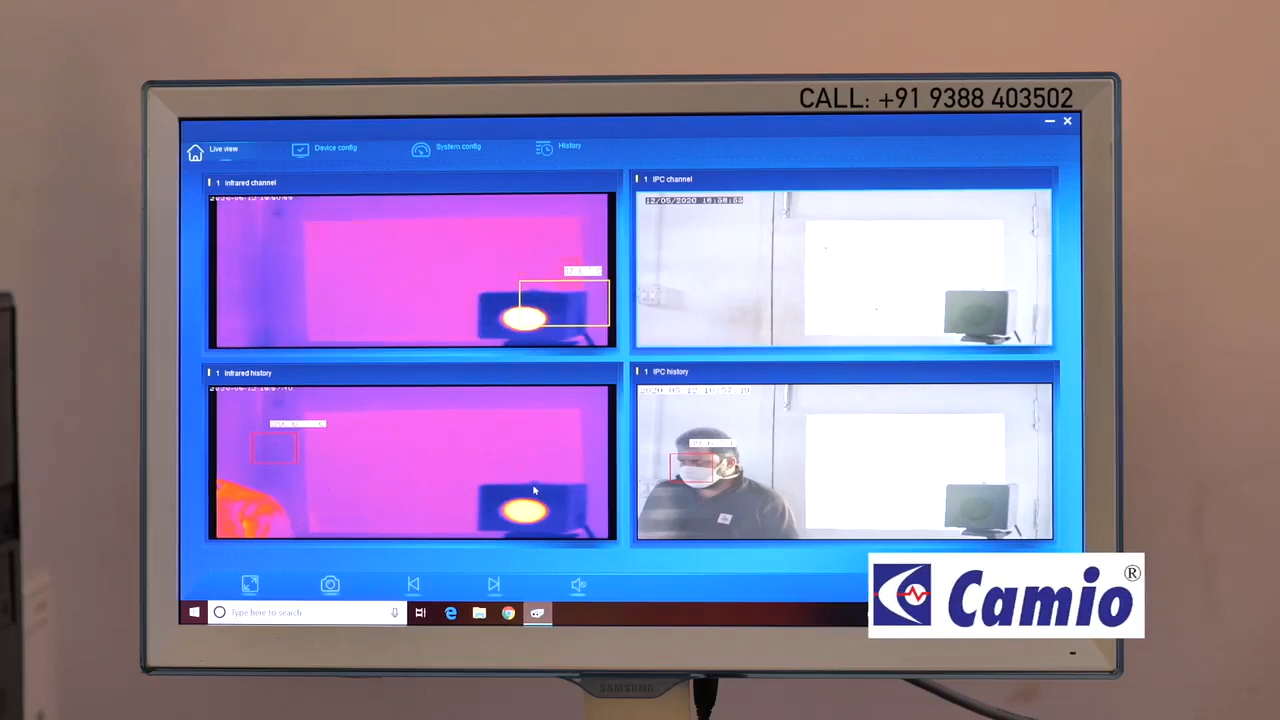 CALL: +91 9388 403502
Live view
Device config
System config
History
1 Infrared channel
1 IPC channel
12/05/2020 16:58:55
1 Infrared history
1 IPC history
Type here to search
Camio®
SAMSUNG